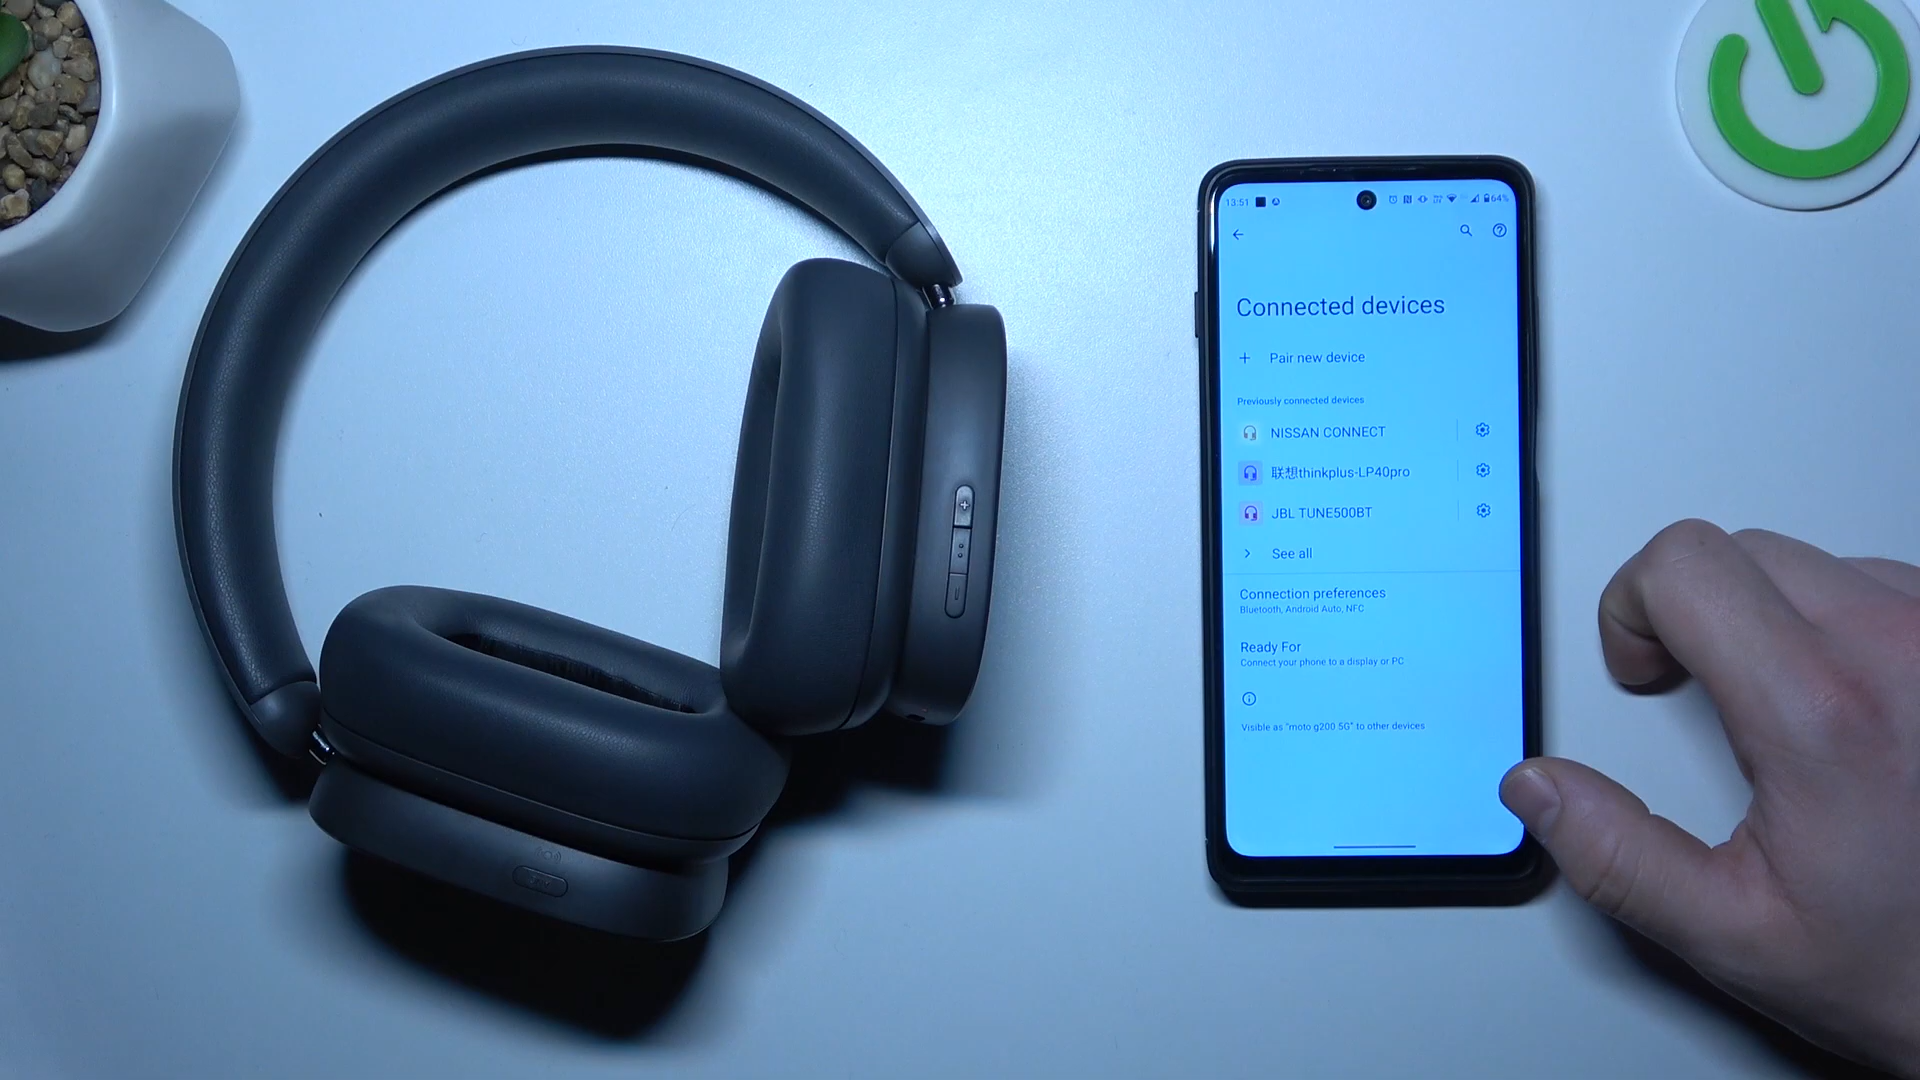 13:51
64%
Connected devices
Pair new device
Previously connected devices
NISSAN CONNECT
联想thinkplus-LP40pro
JBL TUNE500BT
See all
Connection preferences
Bluetooth, Android Auto, NFC
Ready For
Connect your phone to a display or PC
Visible as "moto g200 5G" to other devices